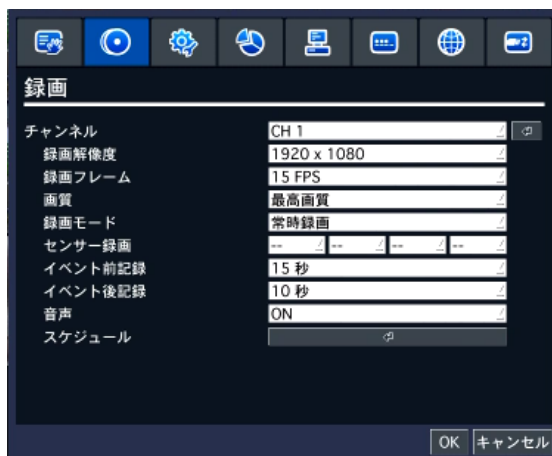 録画
チャンネル CH 1
録画解像度 1920 x 1080
録画フレーム 15 FPS
画質 最高画質
録画モード 常時録画
センサー録画 -- -- -- --
イベント前記録 15 秒
イベント後記録 10 秒
音声 ON
スケジュール
OK キャンセル